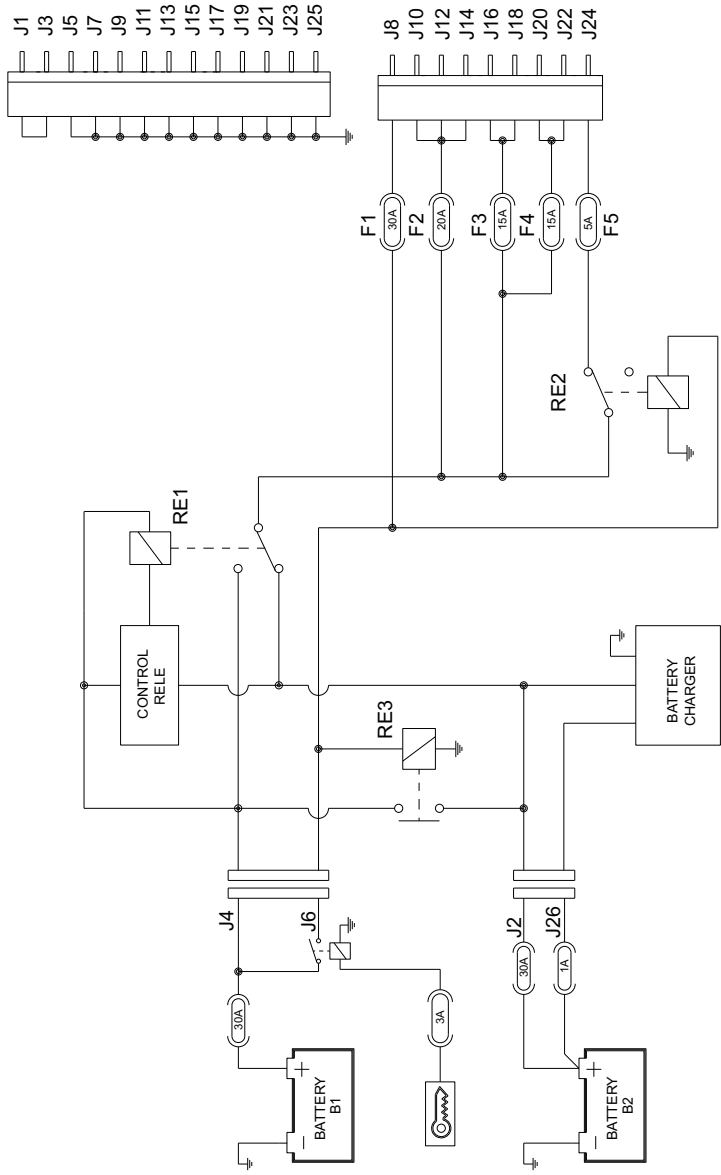 J1
J3
J5
J7
J9
J11
J13
J15
J17
J19
J21
J23
J25
J8
J10
J12
J14
J16
J18
J20
J22
J24
F1
30A
F2
20A
F3
15A
F4
15A
5A
F5
RE2
RE1
CONTROL
RELE
RE3
BATTERY
CHARGER
J4
J6
J2
J26
30A
3A
30A
1A
BATTERY
B1
+
−
BATTERY
B2
+
−